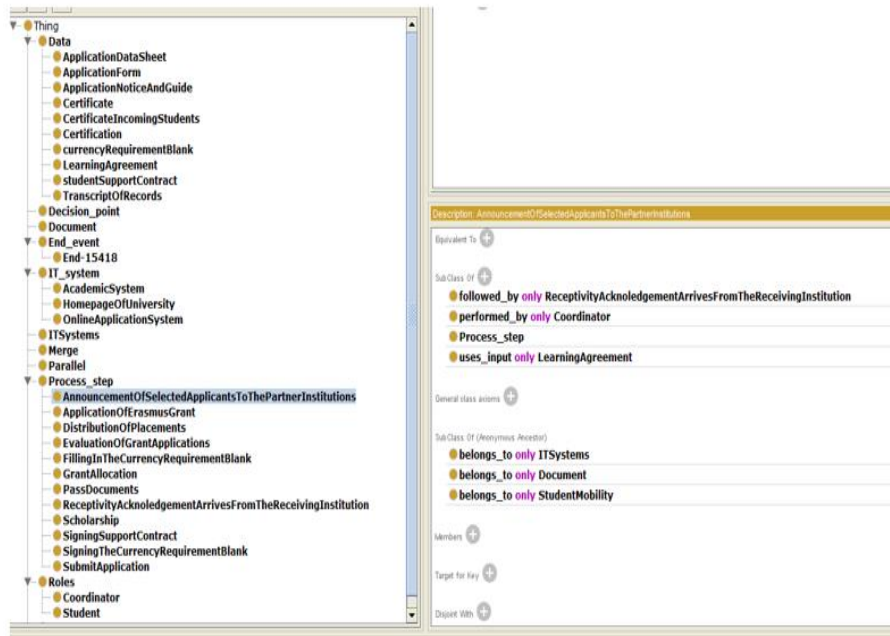 Thing
Data
ApplicationDataSheet
ApplicationForm
ApplicationNoticeAndGuide
Certificate
CertificateIncomingStudents
Certification
currencyRequirementBlank
LearningAgreement
studentSupportContract
TranscriptOfRecords
Decision_point
Document
End_event
End-15418
IT_system
AcademicSystem
HomepageOfUniversity
OnlineApplicationSystem
ITSystems
Merge
Parallel
Process_step
AnnouncementOfSelectedApplicantsToThePartnerInstitutions
ApplicationOfErasmusGrant
DistributionOfPlacements
EvaluationOfGrantApplications
FillingInTheCurrencyRequirementBlank
GrantAllocation
PassDocuments
ReceptivityAcknoledgementArrivesFromTheReceivingInstitution
Scholarship
SigningSupportContract
SigningTheCurrencyRequirementBlank
SubmitApplication
Roles
Coordinator
Student
Description: AnnouncementOfSelectedApplicantsToThePartnerInstitutions
Equivalent To
SubClass Of
followed_by only ReceptivityAcknoledgementArrivesFromTheReceivingInstitution
performed_by only Coordinator
Process_step
uses_input only LearningAgreement
General class axioms
SubClass Of (Anonymous Ancestor)
belongs_to only ITSystems
belongs_to only Document
belongs_to only StudentMobility
Members
Target for Key
Disjoint With